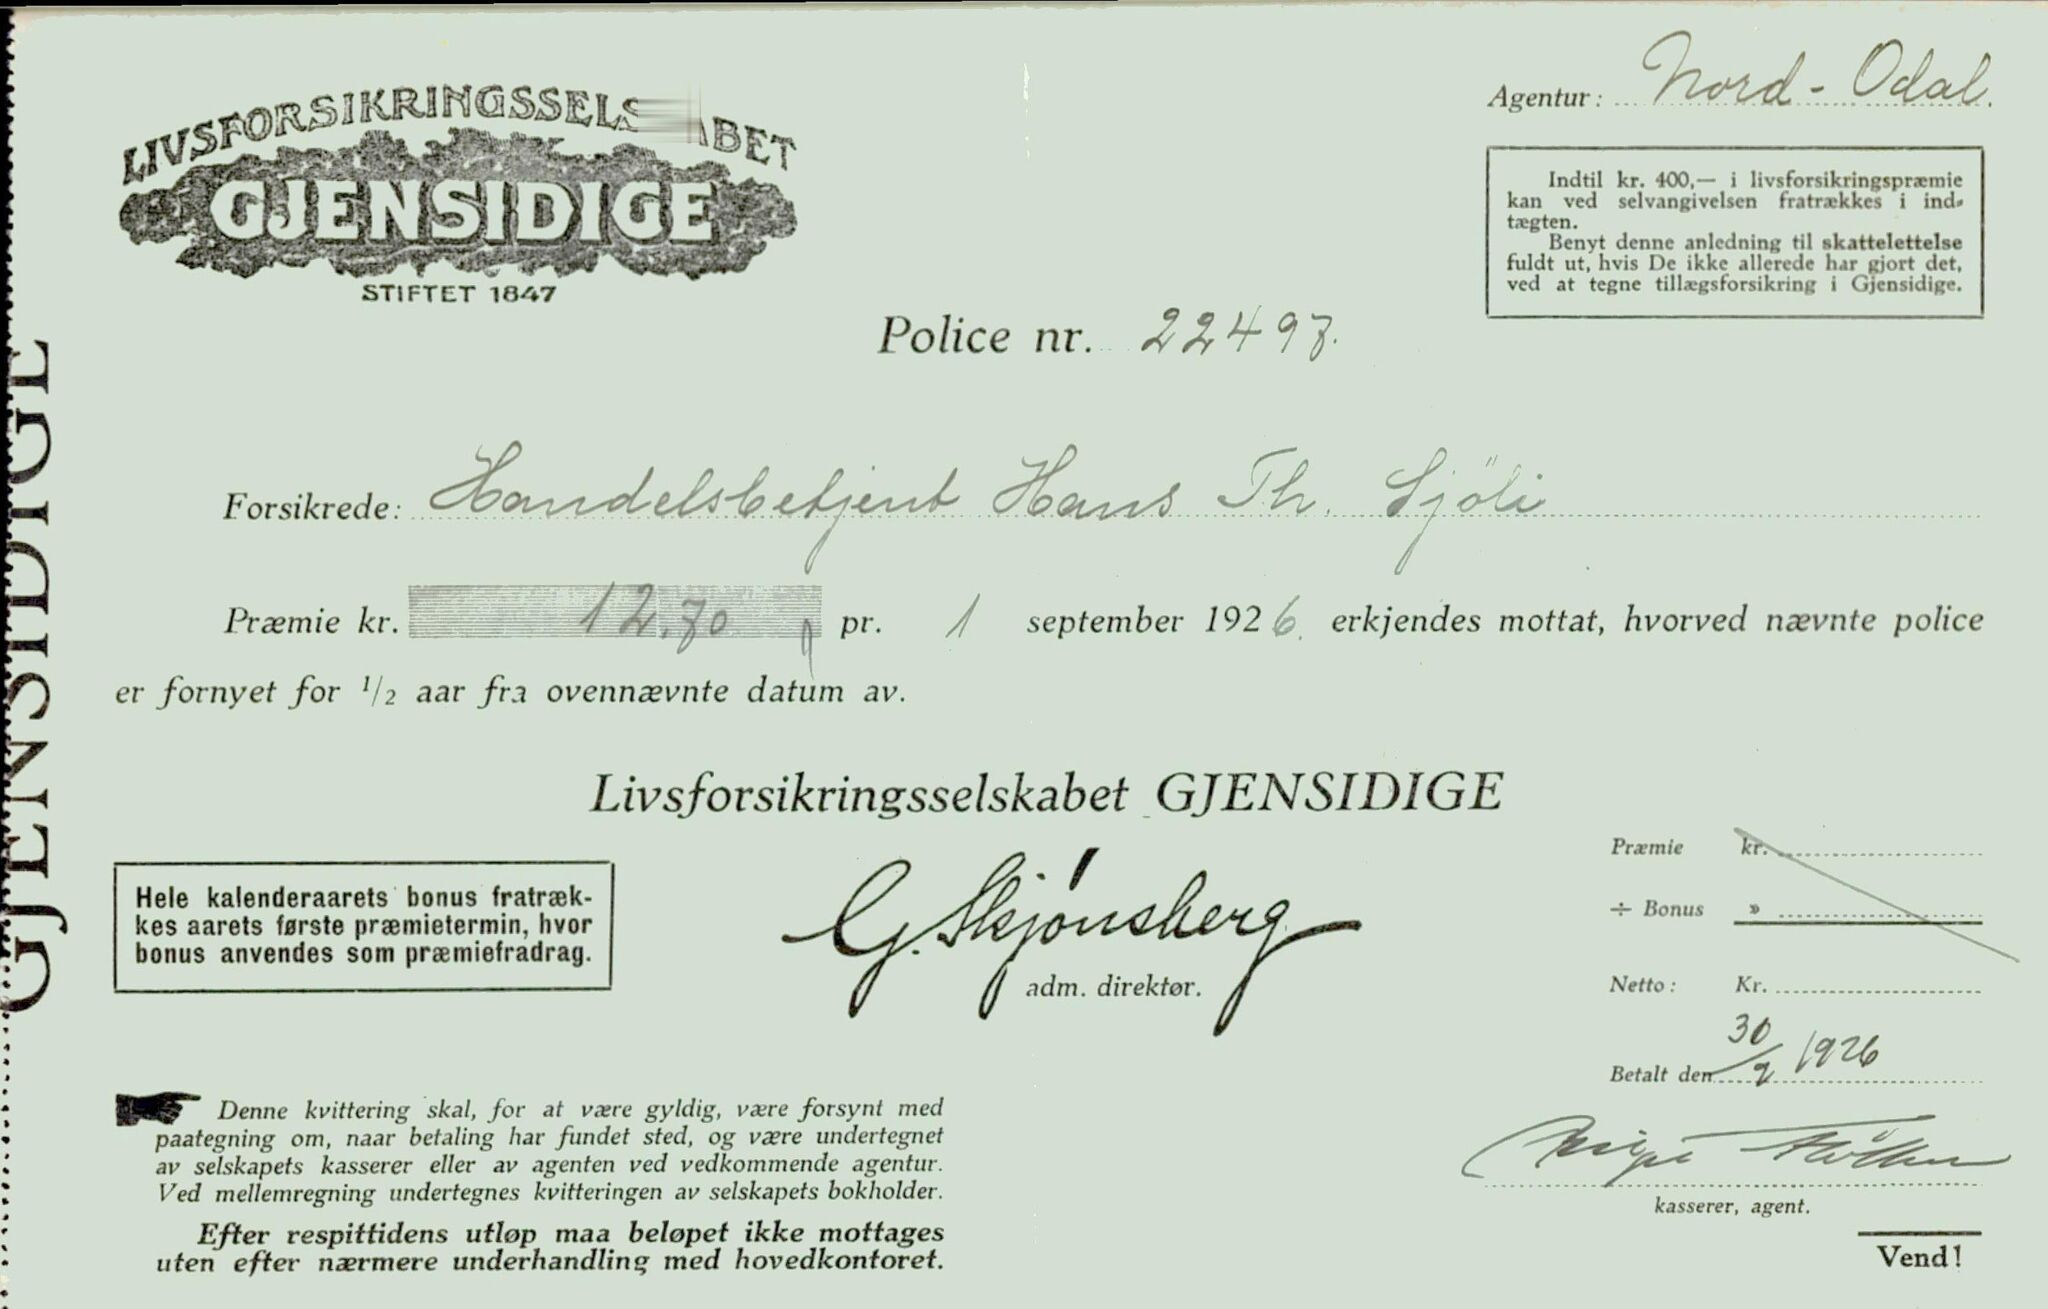 GJENSIDIGE
LIVSFORSIKRINGSSELS ABET
GJENSIDIGE
STIFTET 1847
Agentur: Nord-Odal.
Indtil kr. 400,— i livsforsikringspræmie
kan ved selvangivelsen fratrækkes i ind-
tægten.
Benyt denne anledning til skattelettelse
fuldt ut, hvis De ikke allerede har gjort det,
ved at tegne tillægsforsikring i Gjensidige.
Police nr. 22497.
Forsikrede: Handelsbetjent Hans Th. Sjöli
Præmie kr. 12.70 pr. 1 september 1926. erkjendes mottat, hvorved nævnte police
er fornyet for 1/2 aar fra ovennævnte datum av.
Livsforsikringsselskabet GJENSIDIGE
Hele kalenderaarets bonus fratræk-
kes aarets første præmietermin, hvor
bonus anvendes som præmiefradrag.
G. Skjønsberg
adm. direktør.
Præmie kr.
÷ Bonus »
Netto: Kr.
Betalt den 30/9 1926
kasserer, agent.
Denne kvittering skal, for at være gyldig, være forsynt med
paategning om, naar betaling har fundet sted, og være undertegnet
av selskapets kasserer eller av agenten ved vedkommende agentur.
Ved mellemregning undertegnes kvitteringen av selskapets bokholder.
Efter respittidens utløp maa beløpet ikke mottages
uten efter nærmere underhandling med hovedkontoret.
Vend!